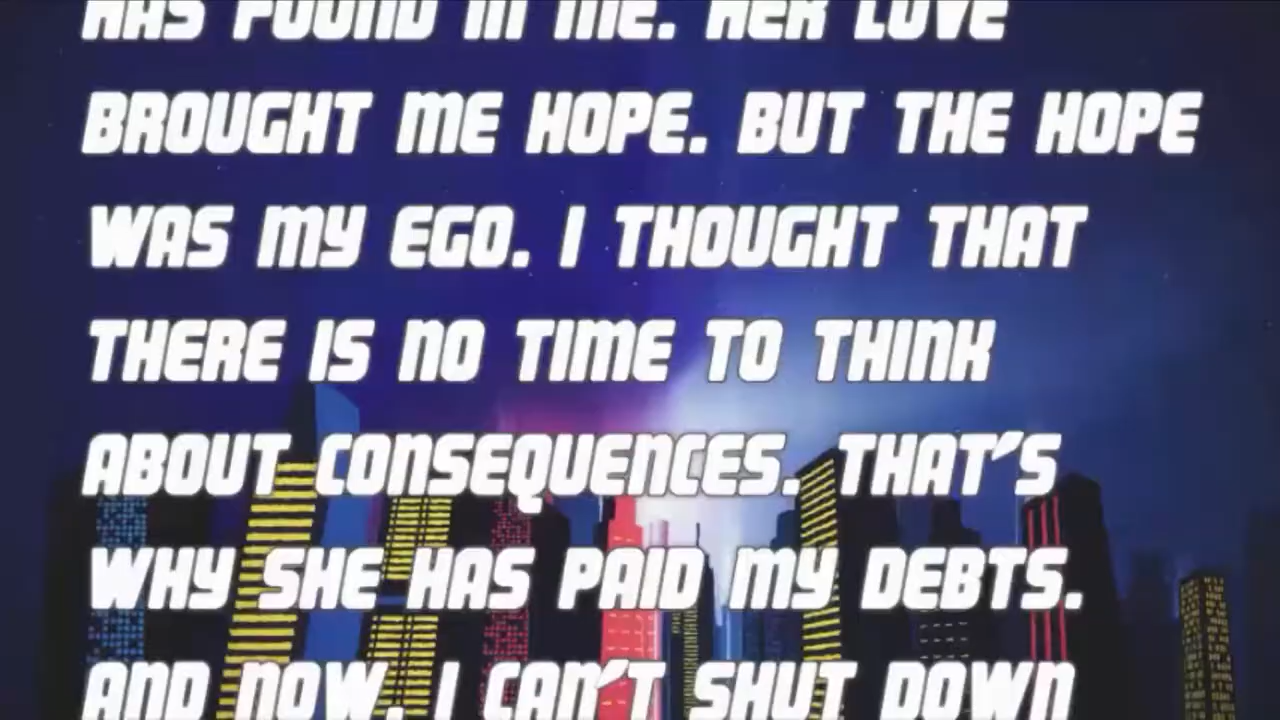 HAS FOUND IN ME. HER LOVE
BROUGHT ME HOPE. BUT THE HOPE
WAS MY EGO. I THOUGHT THAT
THERE IS NO TIME TO THINK
ABOUT CONSEQUENCES. THAT'S
WHY SHE HAS PAID MY DEBTS.
AND NOW, I CAN'T SHUT DOWN